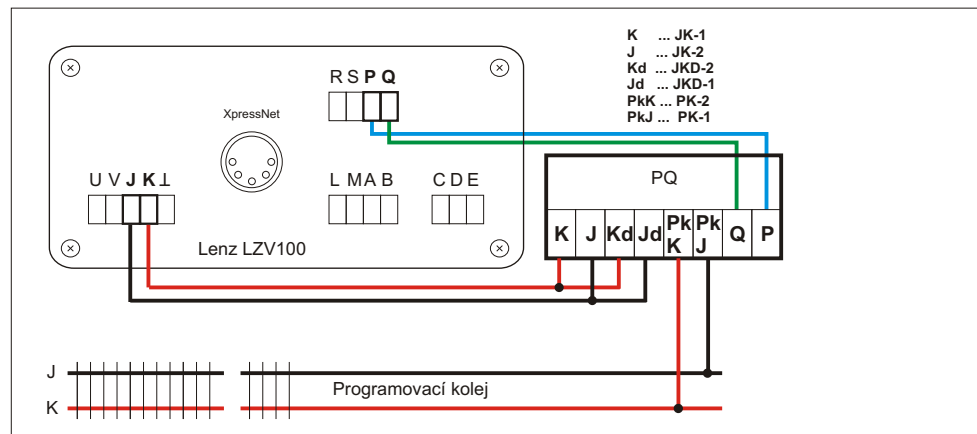 K ... JK-1
J ... JK-2
Kd ... JKD-2
Jd ... JKD-1
PkK ... PK-2
PkJ ... PK-1
R S P Q
XpressNet
U V J K ⊥
L M A B
C D E
Lenz LZV100
PQ
K J Kd Jd Pk K Pk J Q P
J
Programovací kolej
K